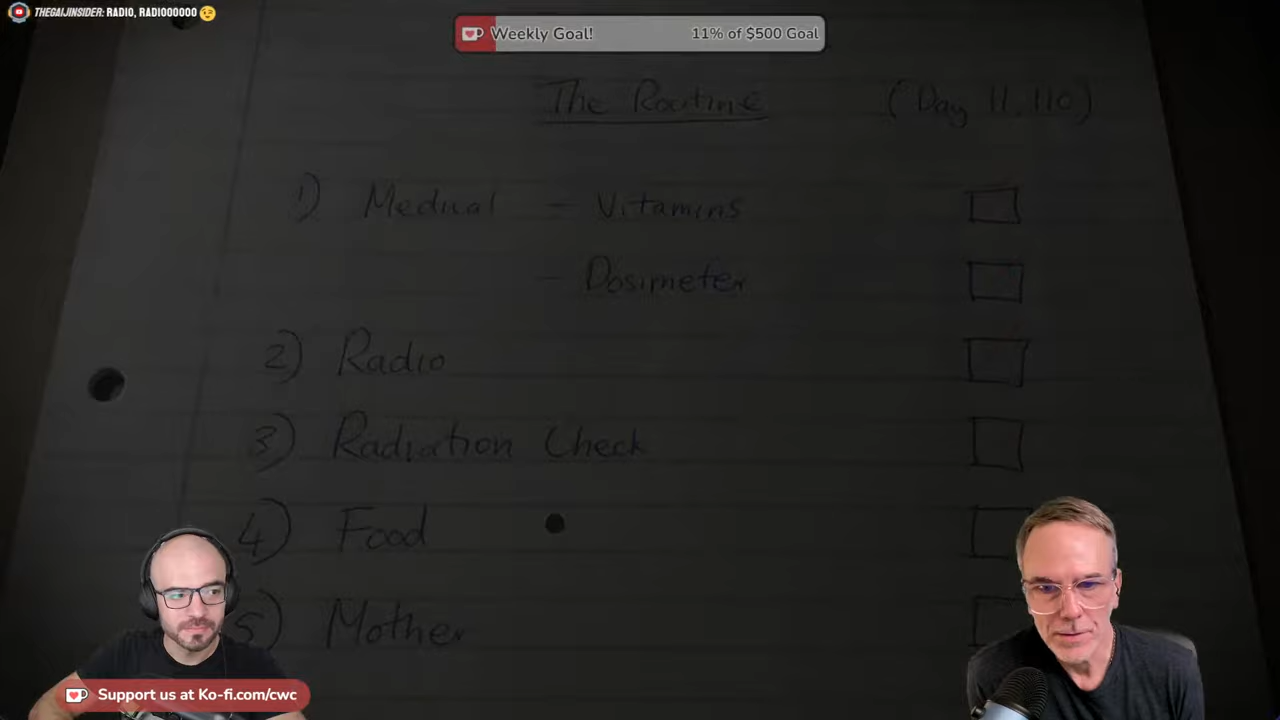 THEGAIJINSIDER: RADIO, RADIOOOOOO
Weekly Goal! 11% of $500 Goal
The Routine (Day 11,110)
1) Medical - Vitamins
- Dosimeter
2) Radio
3) Radiation Check
4) Food
5) Mother
Support us at Ko-fi.com/cwc